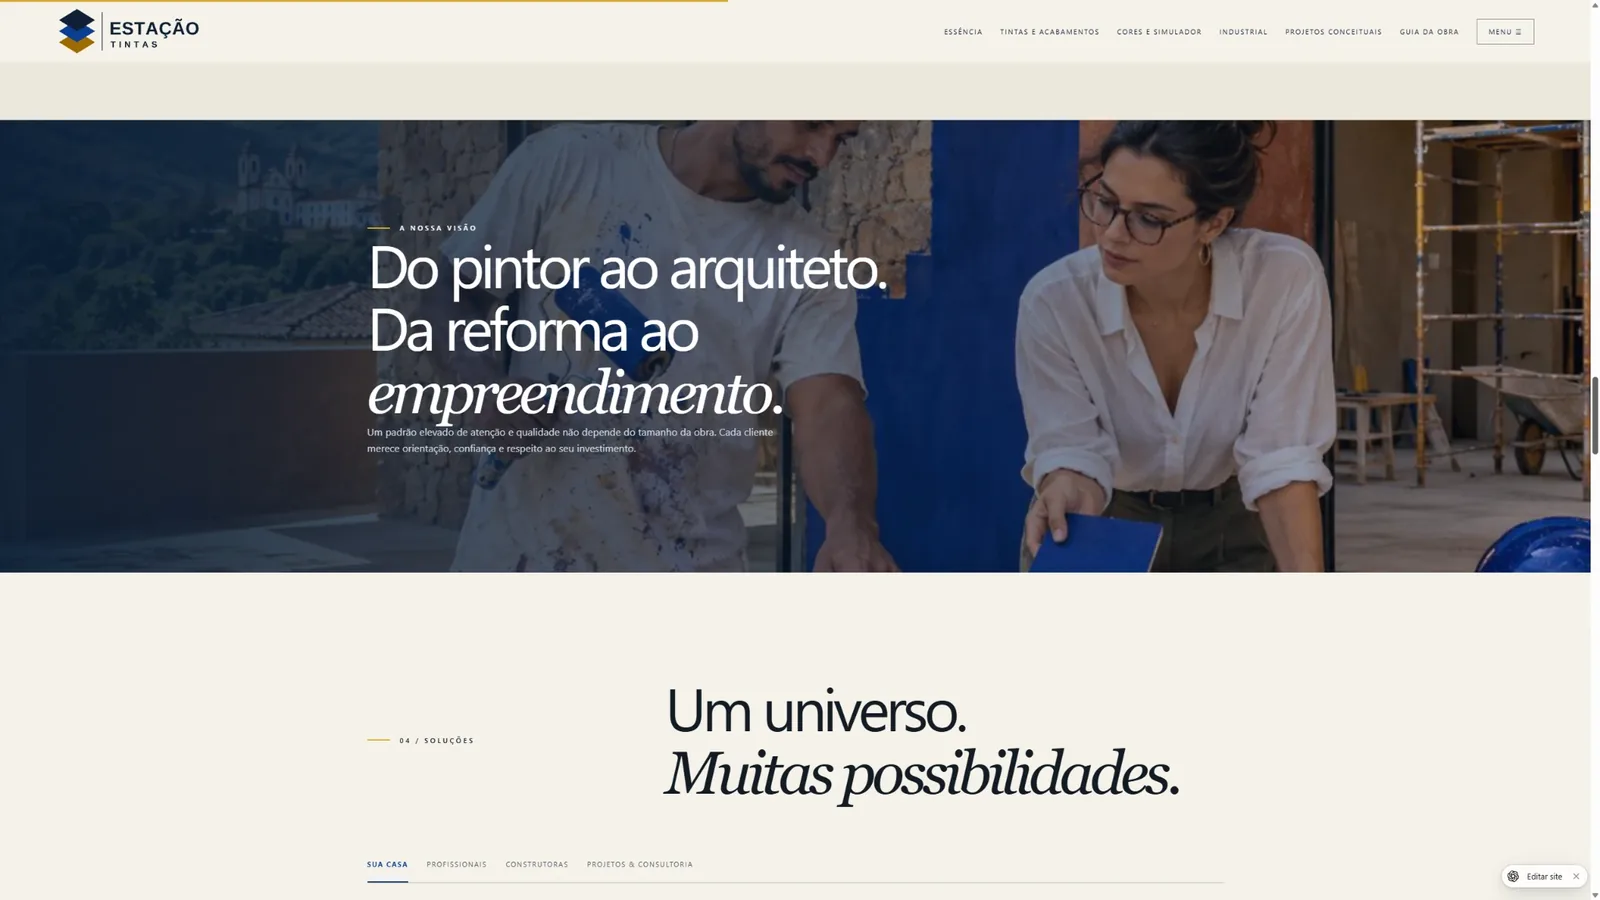 ESTAÇÃO
TINTAS
ESSÊNCIA
TINTAS E ACABAMENTOS
CORES E SIMULADOR
INDUSTRIAL
PROJETOS CONCEITUAIS
GUIA DA OBRA
MENU ☰
A NOSSA VISÃO
Do pintor ao arquiteto.
Da reforma ao
empreendimento.
Um padrão elevado de atenção e qualidade não depende do tamanho da obra. Cada cliente
merece orientação, confiança e respeito ao seu investimento.
04 / SOLUÇÕES
Um universo.
Muitas possibilidades.
SUA CASA
PROFISSIONAIS
CONSTRUTORAS
PROJETOS & CONSULTORIA
Editar site